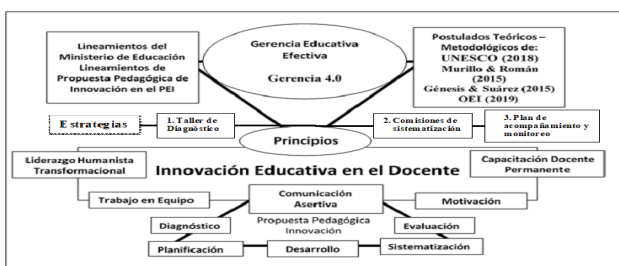 Lineamientos del
Ministerio de Educación
Lineamientos de
Propuesta Pedagógica de
Innovación en el PEI
Gerencia Educativa
Efectiva
Gerencia 4.0
Postulados Teóricos –
Metodológicos de:
UNESCO (2018)
Murillo & Román
(2015)
Génesis & Suárez (2015)
OEI (2019)
Estrategias
1. Taller de
Diagnóstico
2. Comisiones de
sistematización
3. Plan de
acompañamiento y
monitoreo
Principios
Liderazgo Humanista
Transformacional
Innovación Educativa en el Docente
Capacitación Docente
Permanente
Trabajo en Equipo
Comunicación
Asertiva
Motivación
Diagnóstico
Propuesta Pedagógica
Innovación
Evaluación
Planificación
Desarrollo
Sistematización